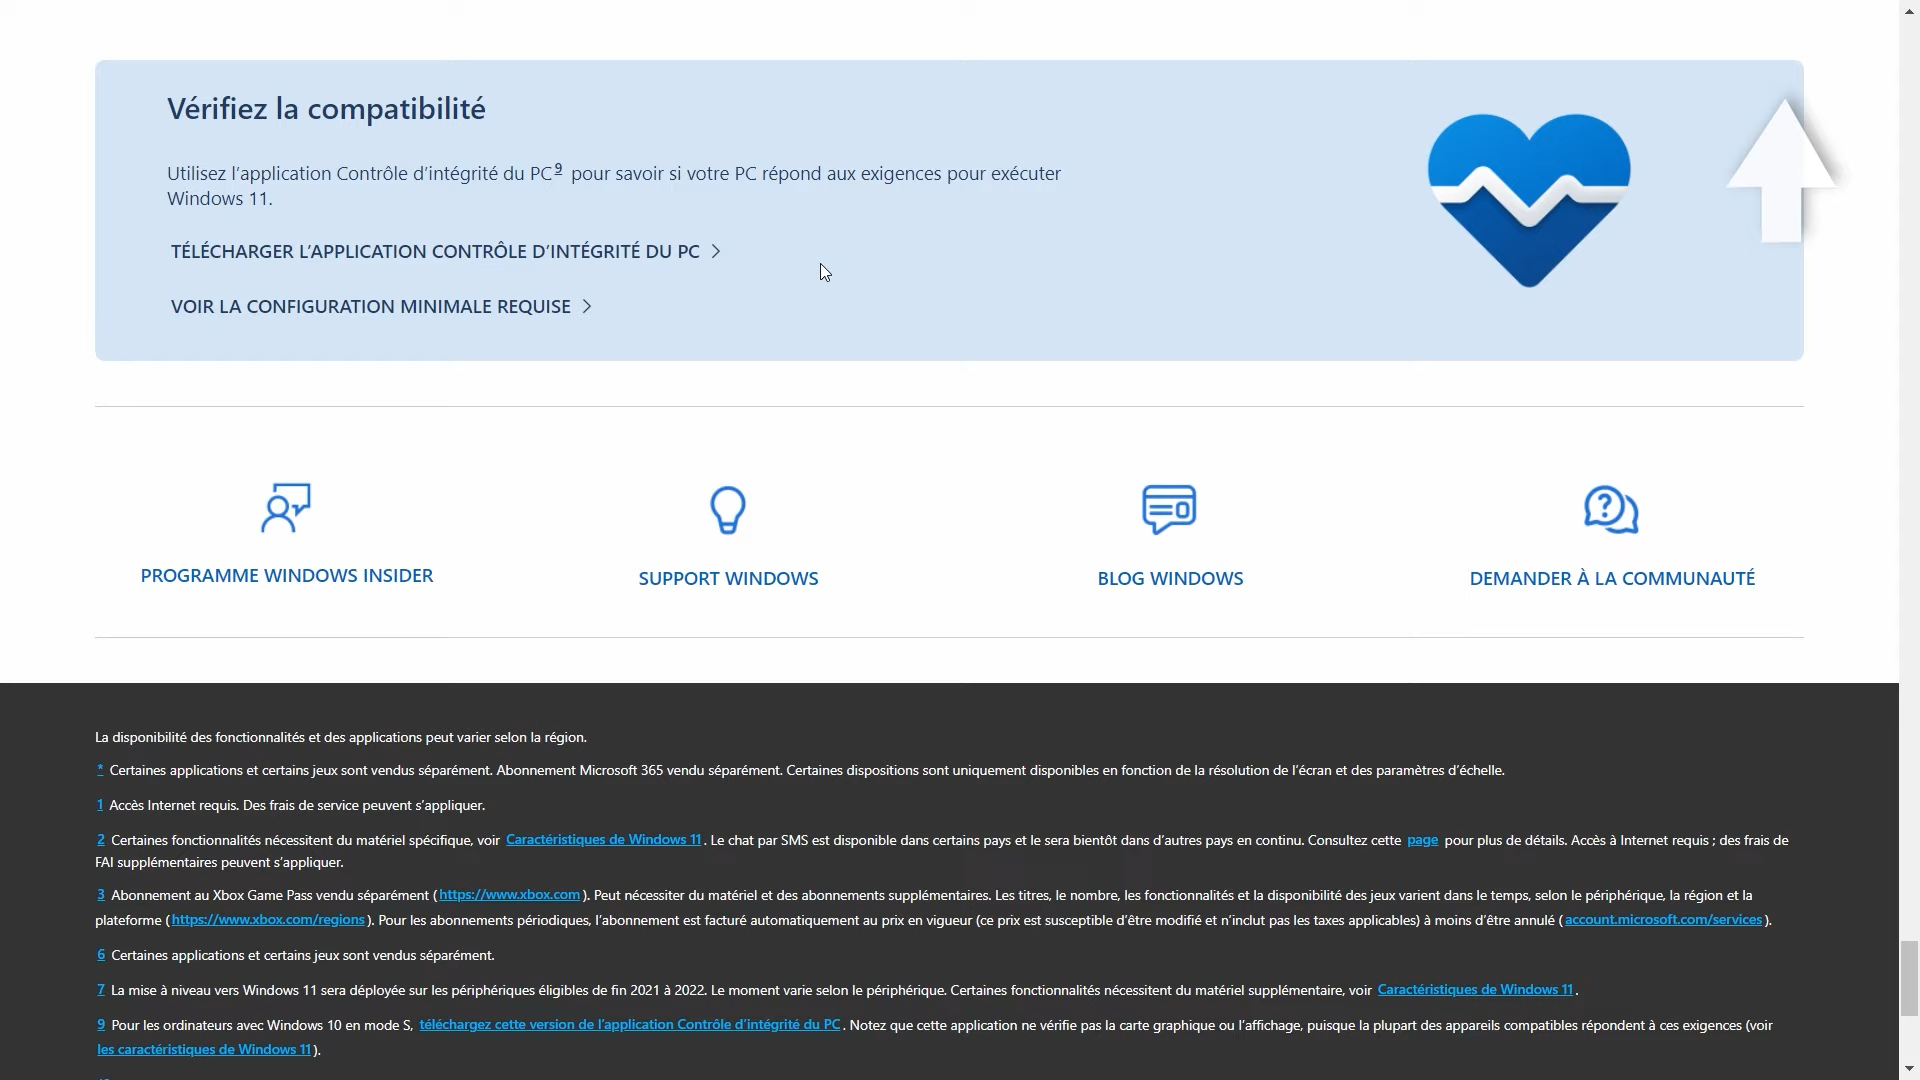 Vérifiez la compatibilité
Utilisez l’application Contrôle d’intégrité du PC9 pour savoir si votre PC répond aux exigences pour exécuter
Windows 11.
TÉLÉCHARGER L’APPLICATION CONTRÔLE D’INTÉGRITÉ DU PC
VOIR LA CONFIGURATION MINIMALE REQUISE
PROGRAMME WINDOWS INSIDER
SUPPORT WINDOWS
BLOG WINDOWS
DEMANDER À LA COMMUNAUTÉ
La disponibilité des fonctionnalités et des applications peut varier selon la région.
* Certaines applications et certains jeux sont vendus séparément. Abonnement Microsoft 365 vendu séparément. Certaines dispositions sont uniquement disponibles en fonction de la résolution de l’écran et des paramètres d’échelle.
1 Accès Internet requis. Des frais de service peuvent s’appliquer.
2 Certaines fonctionnalités nécessitent du matériel spécifique, voir Caractéristiques de Windows 11. Le chat par SMS est disponible dans certains pays et le sera bientôt dans d’autres pays en continu. Consultez cette page pour plus de détails. Accès à Internet requis ; des frais de
FAI supplémentaires peuvent s’appliquer.
3 Abonnement au Xbox Game Pass vendu séparément (https://www.xbox.com). Peut nécessiter du matériel et des abonnements supplémentaires. Les titres, le nombre, les fonctionnalités et la disponibilité des jeux varient dans le temps, selon le périphérique, la région et la
plateforme (https://www.xbox.com/regions). Pour les abonnements périodiques, l’abonnement est facturé automatiquement au prix en vigueur (ce prix est susceptible d’être modifié et n’inclut pas les taxes applicables) à moins d’être annulé (account.microsoft.com/services).
6 Certaines applications et certains jeux sont vendus séparément.
7 La mise à niveau vers Windows 11 sera déployée sur les périphériques éligibles de fin 2021 à 2022. Le moment varie selon le périphérique. Certaines fonctionnalités nécessitent du matériel supplémentaire, voir Caractéristiques de Windows 11.
9 Pour les ordinateurs avec Windows 10 en mode S, téléchargez cette version de l’application Contrôle d’intégrité du PC. Notez que cette application ne vérifie pas la carte graphique ou l’affichage, puisque la plupart des appareils compatibles répondent à ces exigences (voir
les caractéristiques de Windows 11).